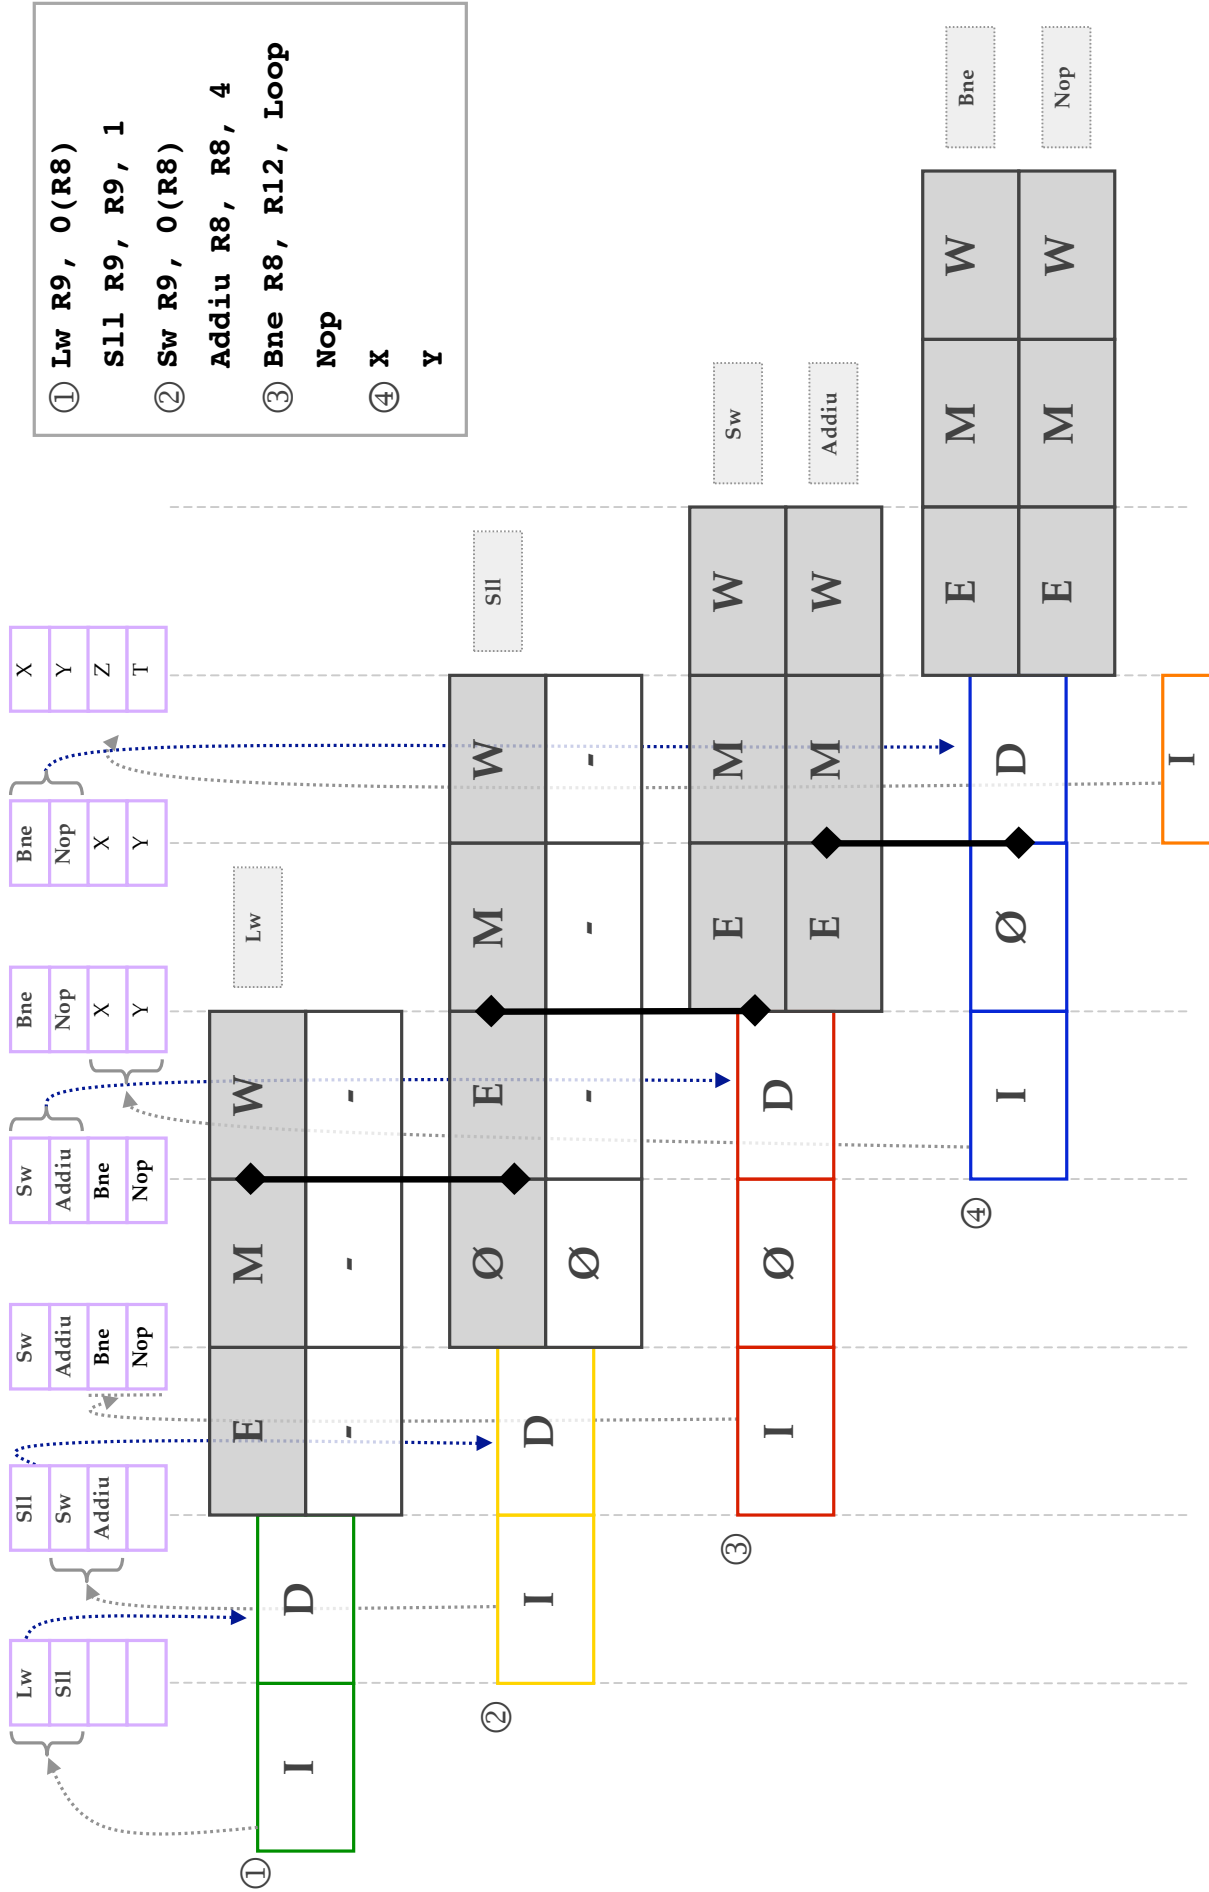 Lw Sll Sw Sw Bne Bne X
Sll Sw Addiu Addiu Nop Nop Y
Addiu Bne Bne X X Z
Nop Nop Y Y T
① Lw R9, O(R8)
Sll R9, R9, 1
② Sw R9, O(R8)
Addiu R8, R8, 4
③ Bne R8, R12, Loop
Nop
④ X
Y
① I D
E M W Lw
- - -
② I D
Ø E M W Sll
Ø - - -
③ I Ø D
E M W Sw
E M W Addiu
④ I Ø D
E M W Bne
E M W Nop
I